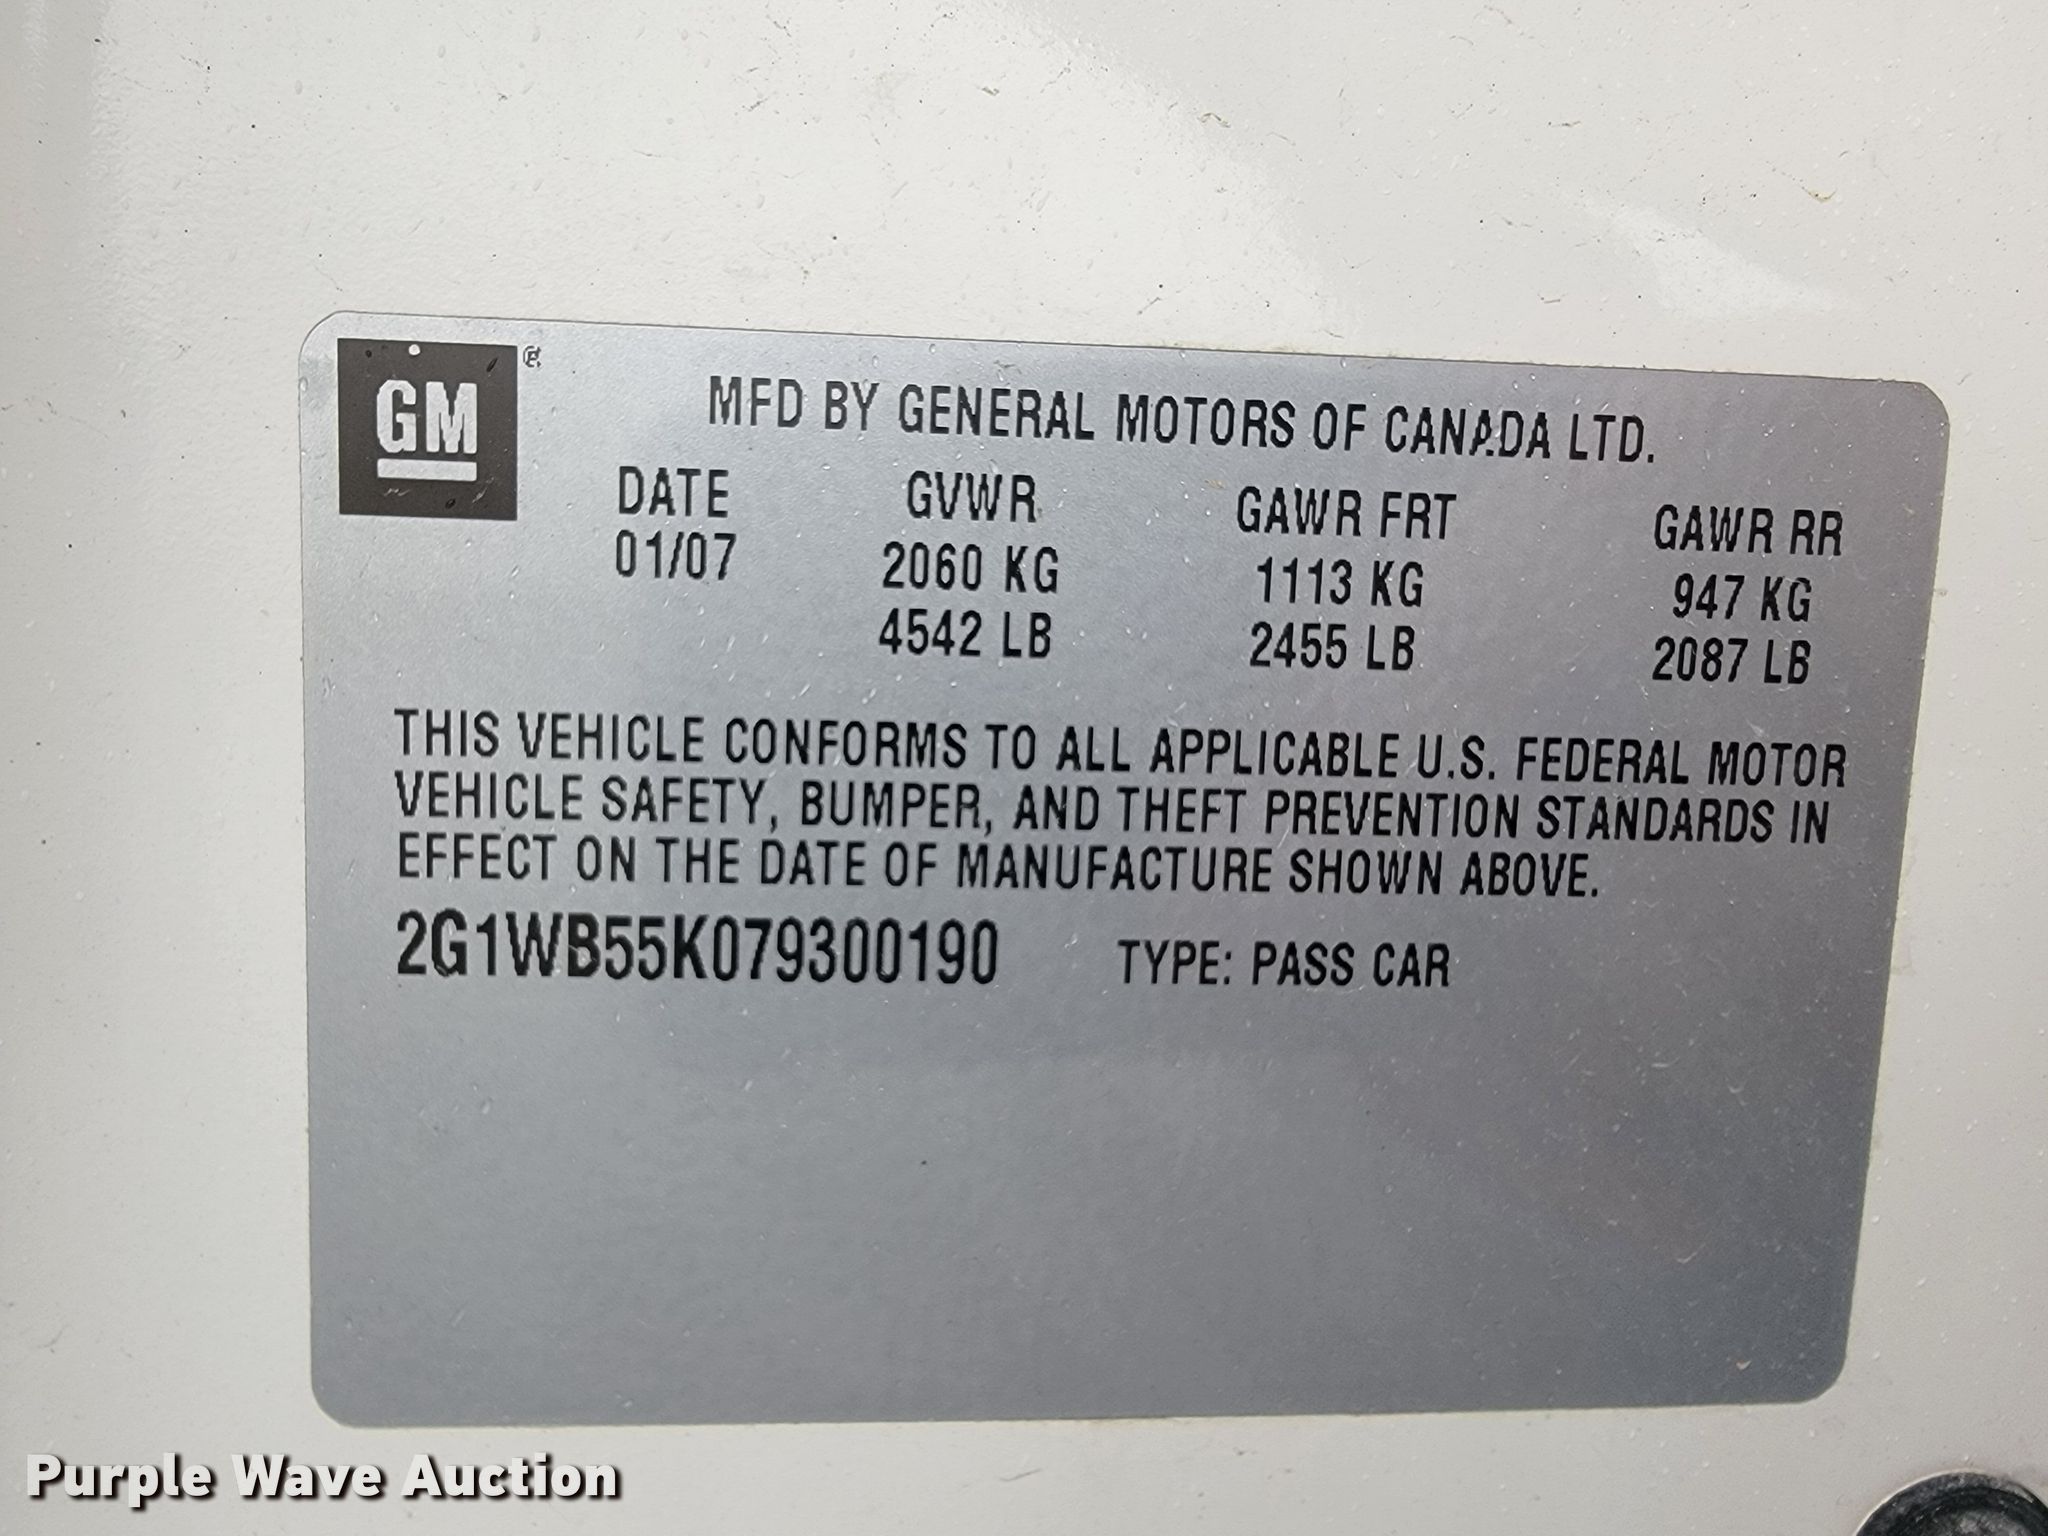 GM ®
MFD BY GENERAL MOTORS OF CANADA LTD.
DATE GVWR GAWR FRT GAWR RR
01/07 2060 KG 1113 KG 947 KG
4542 LB 2455 LB 2087 LB
THIS VEHICLE CONFORMS TO ALL APPLICABLE U.S. FEDERAL MOTOR
VEHICLE SAFETY, BUMPER, AND THEFT PREVENTION STANDARDS IN
EFFECT ON THE DATE OF MANUFACTURE SHOWN ABOVE.
2G1WB55K079300190 TYPE: PASS CAR
Purple Wave Auction